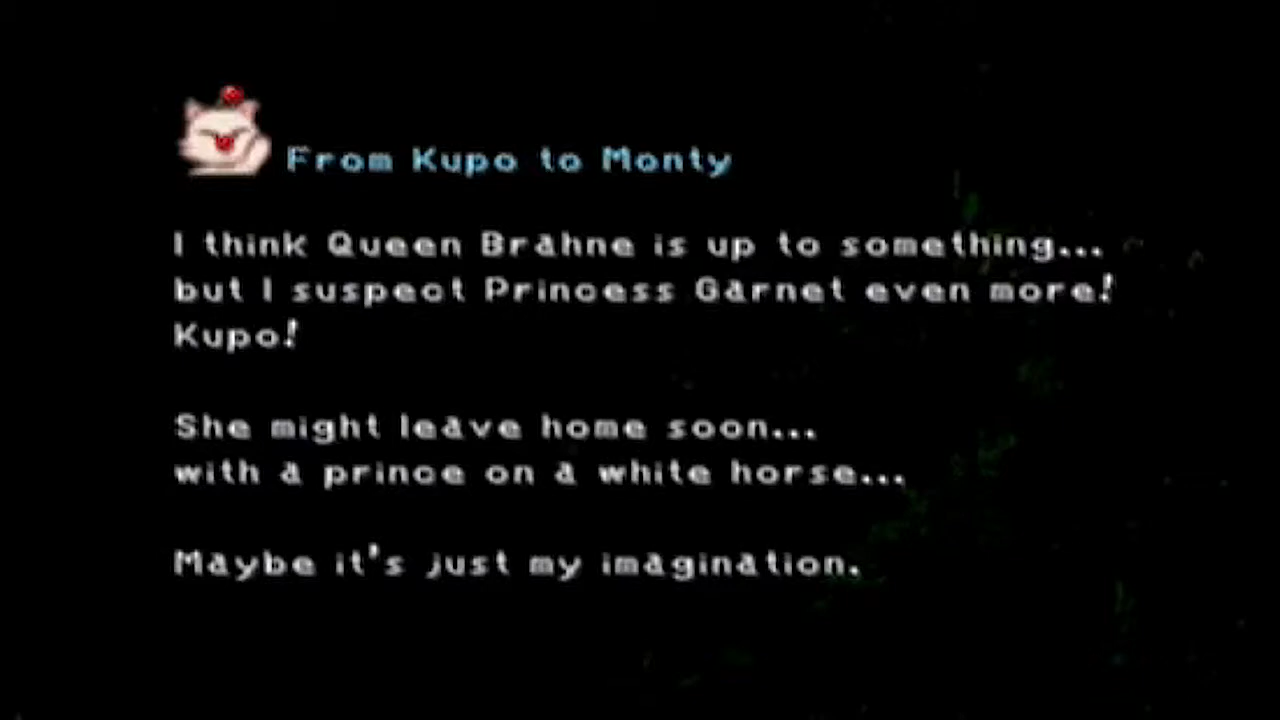 From Kupo to Monty
I think Queen Brahne is up to something...
but I suspect Princess Garnet even more!
Kupo!
She might leave home soon...
with a prince on a white horse...
Maybe it's just my imagination.